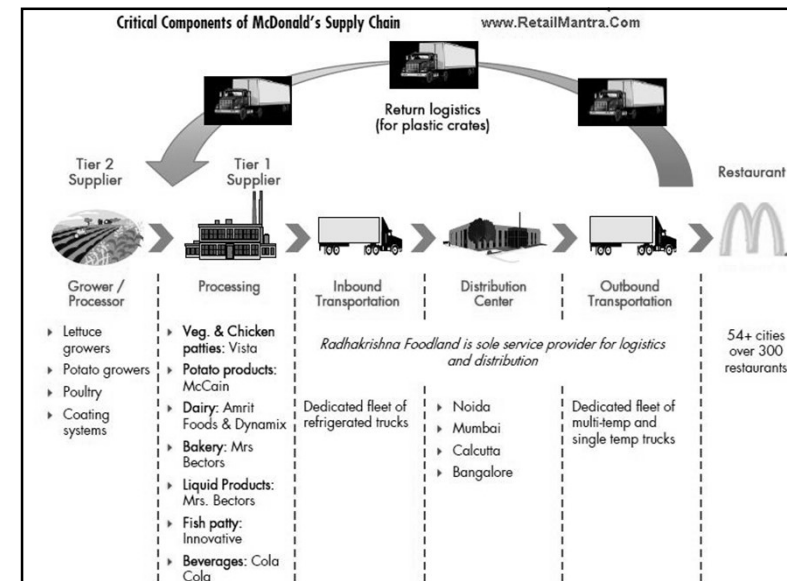 Critical Components of McDonald's Supply Chain
www.RetailMantra.Com
Return logistics
(for plastic crates)
Tier 2
Supplier
Tier 1
Supplier
Restaurant
Grower /
Processor
Processing
Inbound
Transportation
Distribution
Center
Outbound
Transportation
Lettuce
growers
Potato growers
Poultry
Coating
systems
Veg. & Chicken
patties: Vista
Potato products:
McCain
Dairy: Amrit
Foods & Dynamix
Bakery: Mrs
Bectors
Liquid Products:
Mrs. Bectors
Fish patty:
Innovative
Beverages: Cola
Cola
Radhakrishna Foodland is sole service provider for logistics
and distribution
Dedicated fleet of
refrigerated trucks
Noida
Mumbai
Calcutta
Bangalore
Dedicated fleet of
multi-temp and
single temp trucks
54+ cities
over 300
restaurants